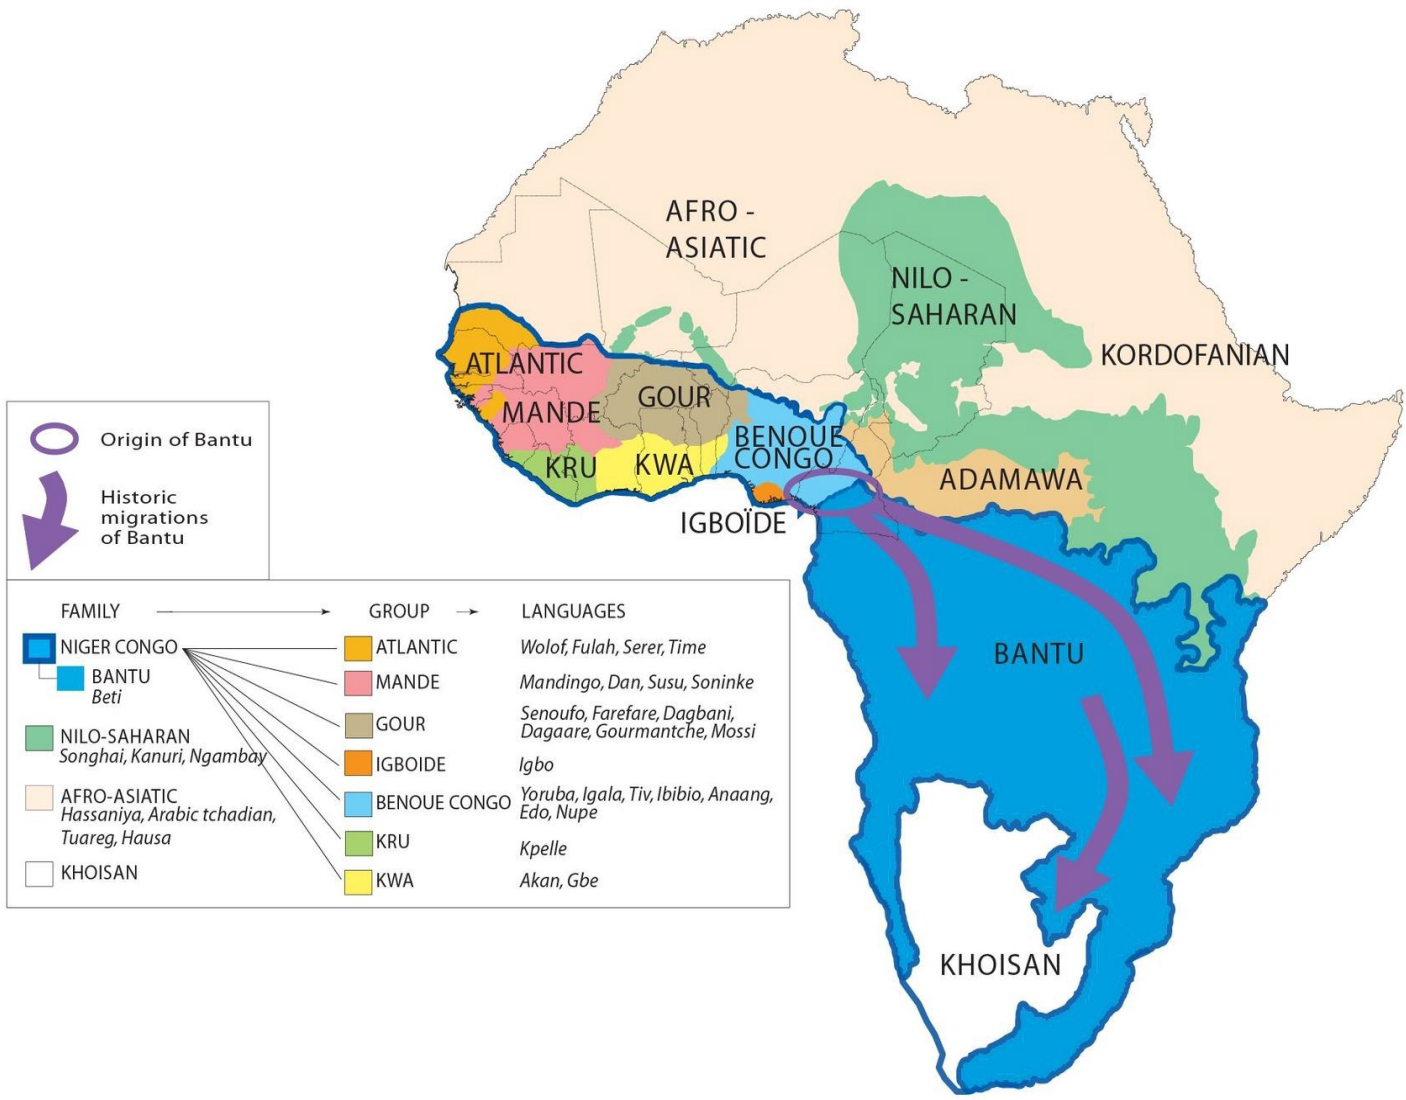 AFRO -
ASIATIC
NILO -
SAHARAN
KORDOFANIAN
ATLANTIC
MANDE
GOUR
BENOUE
CONGO
KRU
KWA
ADAMAWA
IGBOÏDE
BANTU
KHOISAN
Origin of Bantu
Historic
migrations
of Bantu
FAMILY
GROUP
LANGUAGES
NIGER CONGO
BANTU
Beti
NILO-SAHARAN
Songhai, Kanuri, Ngambay
AFRO-ASIATIC
Hassaniya, Arabic tchadian,
Tuareg, Hausa
KHOISAN
ATLANTIC
Wolof, Fulah, Serer, Time
MANDE
Mandingo, Dan, Susu, Soninke
GOUR
Senoufo, Farefare, Dagbani,
Dagaare, Gourmantche, Mossi
IGBOIDE
Igbo
BENOUE CONGO
Yoruba, Igala, Tiv, Ibibio, Anaang,
Edo, Nupe
KRU
Kpelle
KWA
Akan, Gbe